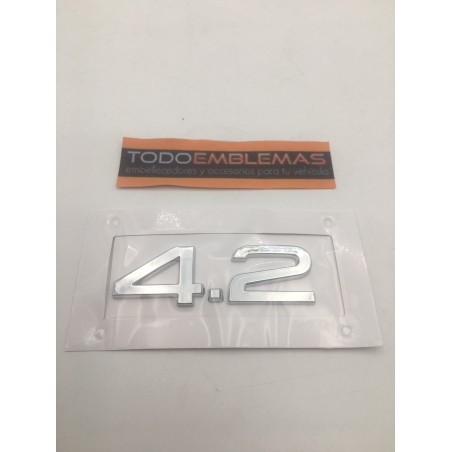 TODOEMBLEMAS
Embellecedores y accesorios para tu vehículo
4.2